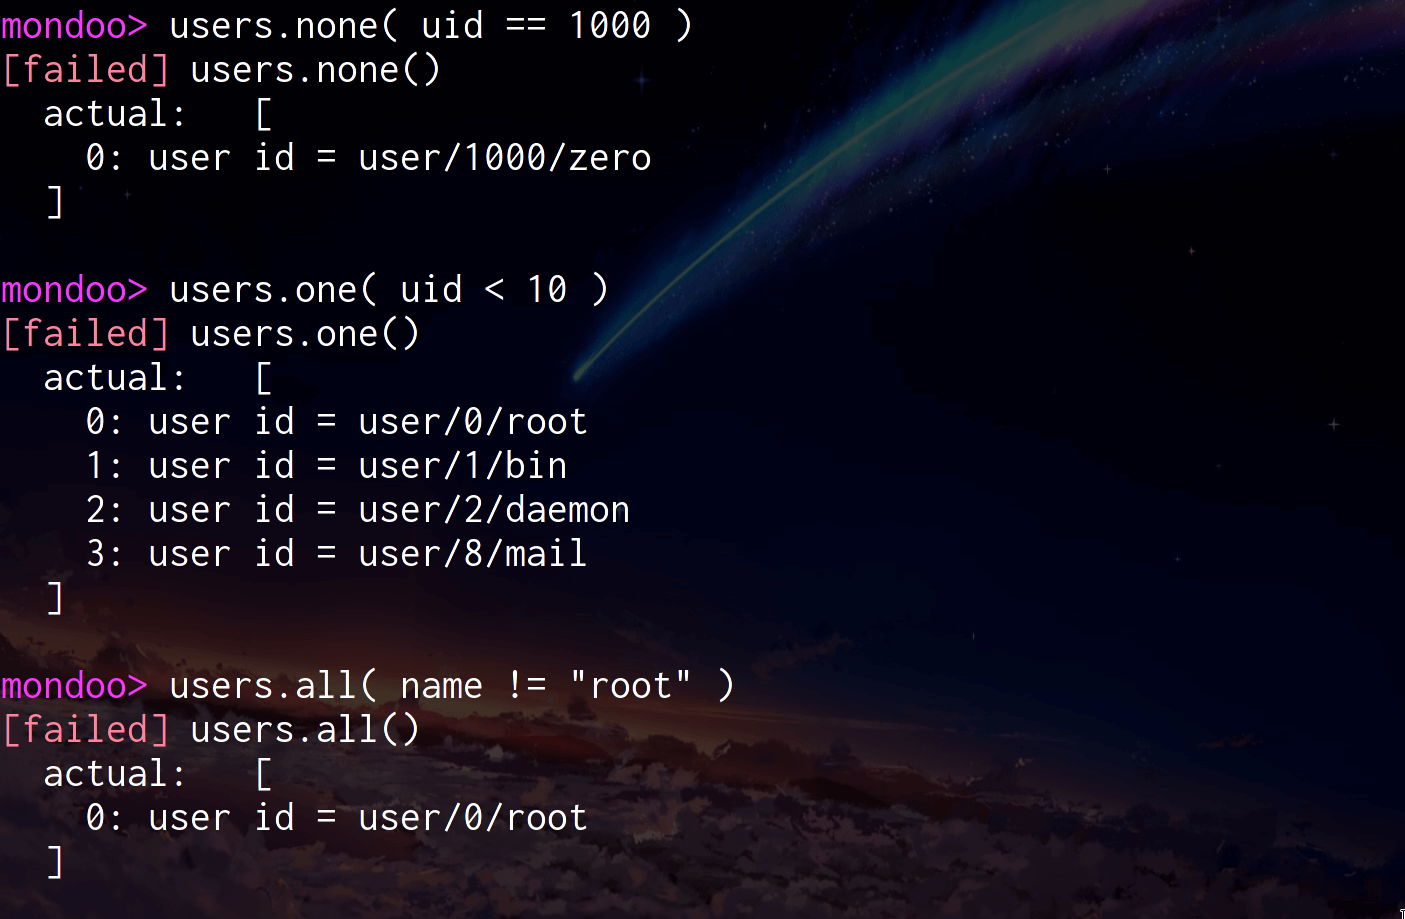 mondoo> users.none( uid == 1000 )
[failed] users.none()
  actual:   [
    0: user id = user/1000/zero
  ]
mondoo> users.one( uid < 10 )
[failed] users.one()
  actual:   [
    0: user id = user/0/root
    1: user id = user/1/bin
    2: user id = user/2/daemon
    3: user id = user/8/mail
  ]
mondoo> users.all( name != "root" )
[failed] users.all()
  actual:   [
    0: user id = user/0/root
  ]